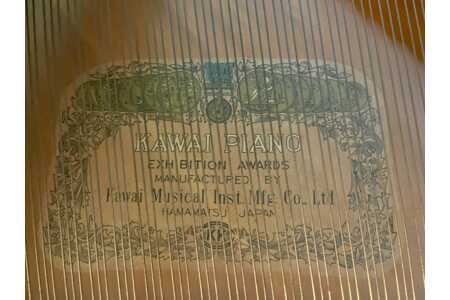 KAWAI PIANO
EXHIBITION AWARDS
MANUFACTURED BY
Kawai Musical Inst. Mfg. Co., Ltd.
HAMAMATSU JAPAN